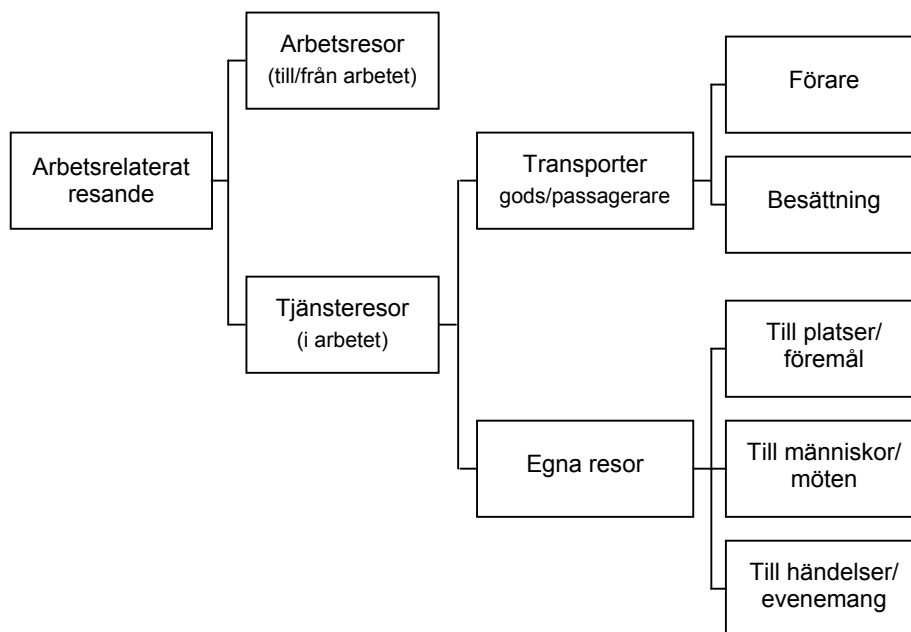 Arbetsrelaterat
resande
Arbetsresor
(till/från arbetet)
Tjänsteresor
(i arbetet)
Transporter
gods/passagerare
Egna resor
Förare
Besättning
Till platser/
föremål
Till människor/
möten
Till händelser/
evenemang